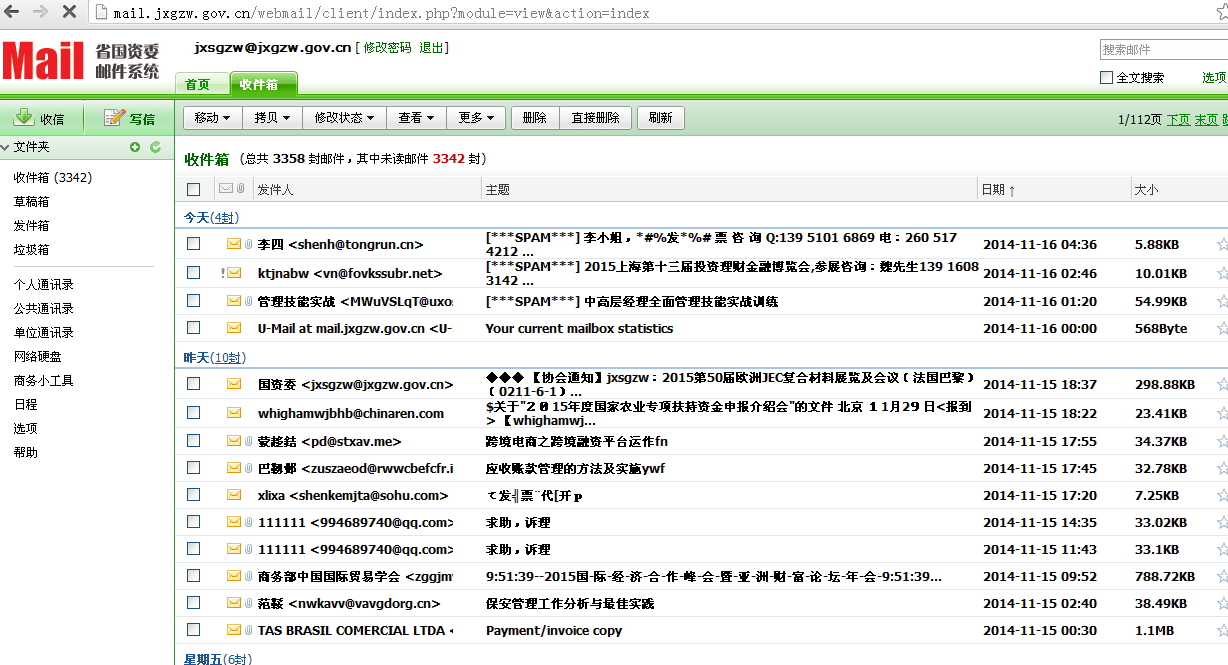 mail.jxgzw.gov.cn/webmail/client/index.php?module=view&action=index
Mail 省国资委
邮件系统
jxsgzw@jxgzw.gov.cn [ 修改密码 退出]
搜索邮件
首页 收件箱
全文搜索 选项
收信 写信
移动 拷贝 修改状态 查看 更多 删除 直接删除 刷新
1/112页 下页 末页
文件夹
收件箱 (总共 3358 封邮件，其中未读邮件 3342 封)
收件箱 (3342)
草稿箱
发件箱
垃圾箱
个人通讯录
公共通讯录
单位通讯录
网络硬盘
商务小工具
日程
选项
帮助
发件人 主题 日期 ↑ 大小
今天(4封)
李四 <shenh@tongrun.cn> [***SPAM***] 李小姐，*#%发*%# 票 咨 询 Q:139 5101 6869 电：260 517 2014-11-16 04:36 5.88KB
4212 ...
ktjnabw <vn@fovkssubr.net> [***SPAM***] 2015上海第十三届投资理财金融博览会,参展咨询：魏先生139 1608 2014-11-16 02:46 10.01KB
3142 ...
管理技能实战 <MWuVSLqT@uxo [***SPAM***] 中高层经理全面管理技能实战训练 2014-11-16 01:20 54.99KB
U-Mail at mail.jxgzw.gov.cn <U- Your current mailbox statistics 2014-11-16 00:00 568Byte
昨天(10封)
国资委 <jxsgzw@jxgzw.gov.cn> ◆◆◆ 【协会通知】jxsgzw：2015第50届欧洲JEC复合材料展览及会议（法国巴黎） 2014-11-15 18:37 298.88KB
（0211-6-1）...
whighamwjbhb@chinaren.com $关于"２０15年度国家农业专项扶持资金申报介绍会"的文件 北京 １1月29 日<报到 2014-11-15 18:22 23.41KB
> 【whighamwj...
<pd@stxav.me> 跨境电商之跨境融资平台运作fn 2014-11-15 17:55 34.37KB
<zuszaeod@rwwcbefcfr.i 应收账款管理的方法及实施ywf 2014-11-15 17:45 32.78KB
xlixa <shenkemjta@sohu.com> て发╣票¨代[开p 2014-11-15 17:20 7.25KB
111111 <994689740@qq.com> 求助，诉理 2014-11-15 14:35 33.02KB
111111 <994689740@qq.com> 求助，诉理 2014-11-15 11:43 33.1KB
商务部中国国际贸易学会 <zggjm 9:51:39--2015国-际-经-济-合-作-峰-会-暨-亚-洲-财-富-论-坛-年-会-9:51:39... 2014-11-15 09:52 788.72KB
<nwkavv@vavgdorg.cn> 保安管理工作分析与最佳实践 2014-11-15 02:40 38.49KB
TAS BRASIL COMERCIAL LTDA < Payment/invoice copy 2014-11-15 00:30 1.1MB
星期五(6封)